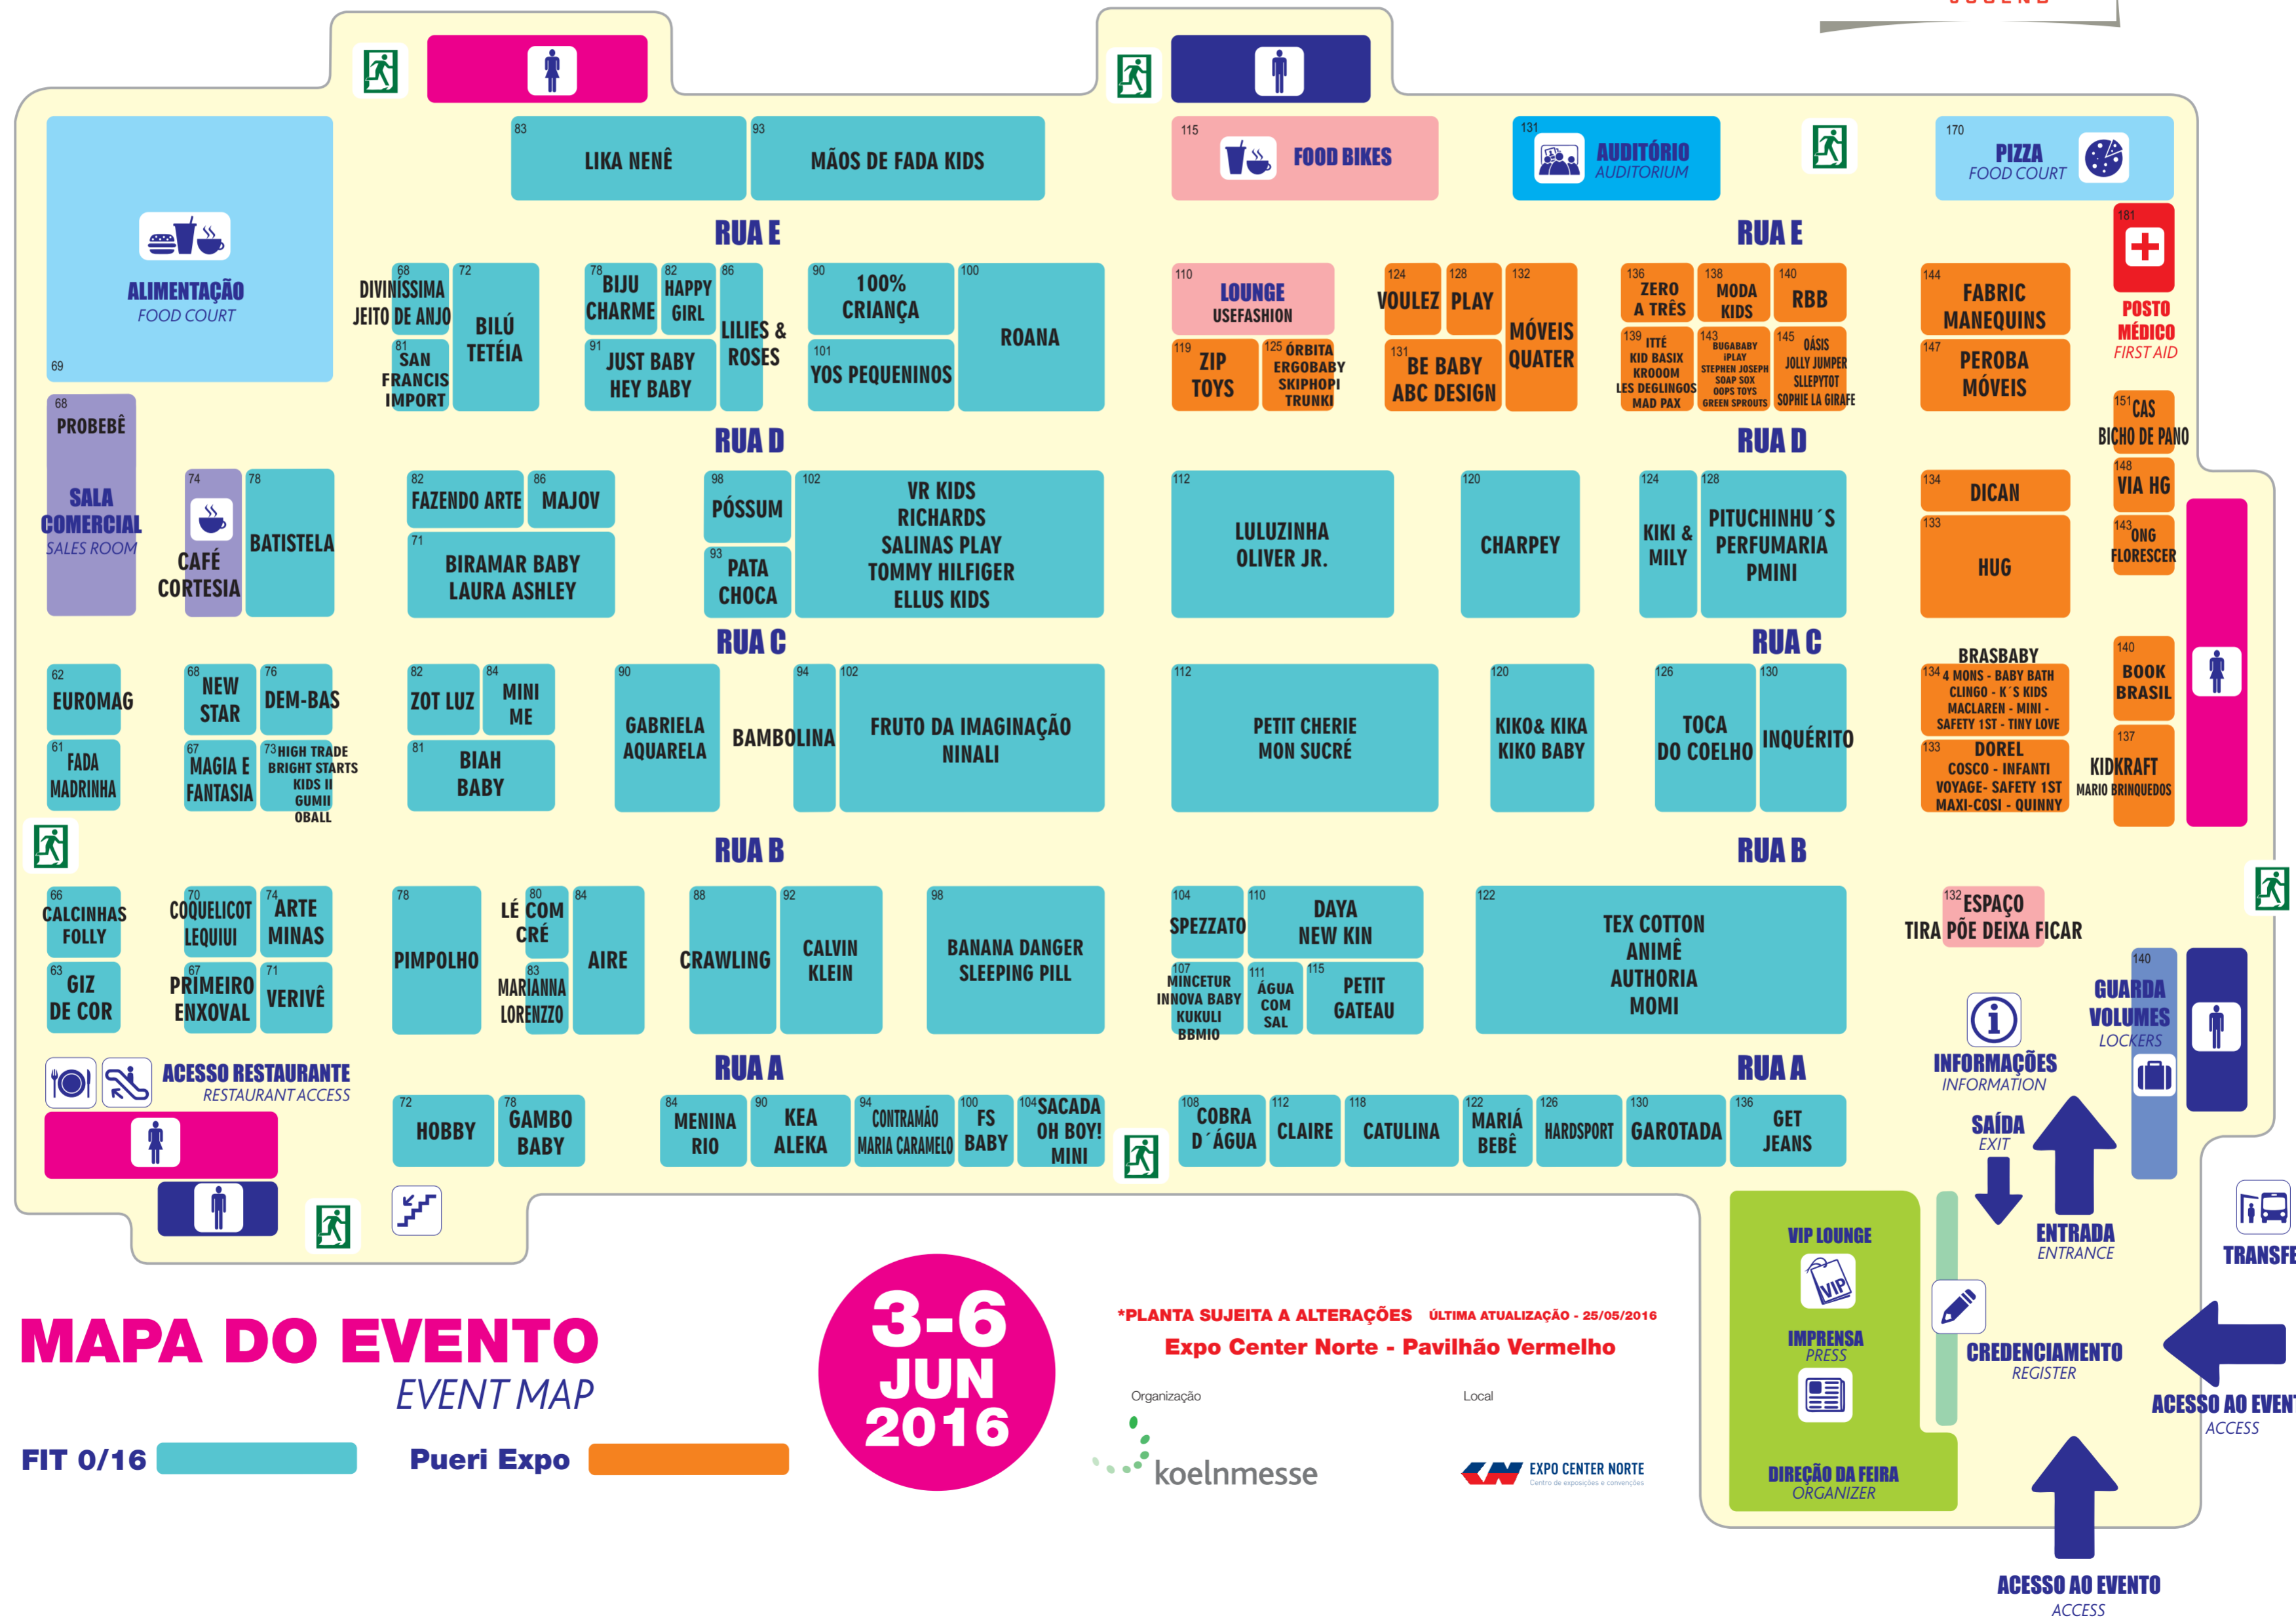 83
LIKA NENÊ
93
MÃOS DE FADA KIDS
115
FOOD BIKES
131
AUDITÓRIO
AUDITORIUM
170
PIZZA
FOOD COURT
ALIMENTAÇÃO
FOOD COURT
69
RUA E
RUA E
181
POSTO
MÉDICO
FIRST AID
68
DIVINÍSSIMA
JEITO DE ANJO
81
SAN
FRANCIS
IMPORT
72
BILÚ
TETÉIA
78
BIJU
CHARME
82
HAPPY
GIRL
86
LILIES &
ROSES
91
JUST BABY
HEY BABY
90
100%
CRIANÇA
101
YOS PEQUENINOS
100
ROANA
110
LOUNGE
USEFASHION
119
ZIP
TOYS
125
ÓRBITA
ERGOBABY
SKIPHOPI
TRUNKI
124
VOULEZ
128
PLAY
132
MÓVEIS
QUATER
131
BE BABY
ABC DESIGN
136
ZERO
A TRÊS
138
MODA
KIDS
140
RBB
139
ITTÉ
KID BASIX
KROOOM
LES DEGLINGOS
MAD PAX
143
BUGABABY
iPLAY
STEPHEN JOSEPH
SOAP SOX
OOPS TOYS
GREEN SPROUTS
145
OÁSIS
JOLLY JUMPER
SLLEPYTOT
SOPHIE LA GIRAFE
144
FABRIC
MANEQUINS
147
PEROBA
MÓVEIS
151
CAS
BICHO DE PANO
148
VIA HG
143
ONG
FLORESCER
RUA D
RUA D
68
PROBEBÊ
SALA
COMERCIAL
SALES ROOM
74
CAFÉ
CORTESIA
78
BATISTELA
82
FAZENDO ARTE
86
MAJOV
71
BIRAMAR BABY
LAURA ASHLEY
98
PÓSSUM
93
PATA
CHOCA
102
VR KIDS
RICHARDS
SALINAS PLAY
TOMMY HILFIGER
ELLUS KIDS
112
LULUZINHA
OLIVER JR.
120
CHARPEY
124
KIKI &
MILY
128
PITUCHINHU´S
PERFUMARIA
PMINI
134
DICAN
133
HUG
RUA C
RUA C
62
EUROMAG
61
FADA
MADRINHA
68
NEW
STAR
76
DEM-BAS
67
MAGIA E
FANTASIA
73
HIGH TRADE
BRIGHT STARTS
KIDS II
GUMII
OBALL
82
ZOT LUZ
84
MINI
ME
81
BIAH
BABY
90
GABRIELA
AQUARELA
94
BAMBOLINA
102
FRUTO DA IMAGINAÇÃO
NINALI
112
PETIT CHERIE
MON SUCRÉ
120
KIKO& KIKA
KIKO BABY
126
TOCA
DO COELHO
130
INQUÉRITO
BRASBABY
134
4 MONS - BABY BATH
CLINGO - K´S KIDS
MACLAREN - MINI -
SAFETY 1ST - TINY LOVE
133
DOREL
COSCO - INFANTI
VOYAGE- SAFETY 1ST
MAXI-COSI - QUINNY
140
BOOK
BRASIL
137
KIDKRAFT
MARIO BRINQUEDOS
RUA B
RUA B
66
CALCINHAS
FOLLY
63
GIZ
DE COR
70
COQUELICOT
LEQUIUI
74
ARTE
MINAS
67
PRIMEIRO
ENXOVAL
71
VERIVÊ
78
PIMPOLHO
80
LÉ COM
CRÉ
83
MARIANNA
LORENZZO
84
AIRE
88
CRAWLING
92
CALVIN
KLEIN
98
BANANA DANGER
SLEEPING PILL
104
SPEZZATO
110
DAYA
NEW KIN
107
MINCETUR
INNOVA BABY
KUKULI
BBMIO
111
ÁGUA
COM
SAL
115
PETIT
GATEAU
122
TEX COTTON
ANIMÊ
AUTHORIA
MOMI
132
ESPAÇO
TIRA PÕE DEIXA FICAR
140
GUARDA
VOLUMES
LOCKERS
INFORMAÇÕES
INFORMATION
RUA A
RUA A
ACESSO RESTAURANTE
RESTAURANT ACCESS
72
HOBBY
78
GAMBO
BABY
84
MENINA
RIO
90
KEA
ALEKA
94
CONTRAMÃO
MARIA CARAMELO
100
FS
BABY
104
SACADA
OH BOY!
MINI
108
COBRA
D´ÁGUA
112
CLAIRE
118
CATULINA
122
MARIÁ
BEBÊ
126
HARDSPORT
130
GAROTADA
136
GET
JEANS
SAÍDA
EXIT
ENTRADA
ENTRANCE
VIP LOUNGE
VIP
IMPRENSA
PRESS
DIREÇÃO DA FEIRA
ORGANIZER
CREDENCIAMENTO
REGISTER
ACESSO AO EVENTO
ACCESS
ACCESS
MAPA DO EVENTO
EVENT MAP
FIT 0/16
Pueri Expo
3-6
JUN
2016
*PLANTA SUJEITA A ALTERAÇÕES ÚLTIMA ATUALIZAÇÃO - 25/05/2016
Expo Center Norte - Pavilhão Vermelho
Organização
koelnmesse
Local
EXPO CENTER NORTE
Centro de exposições e convenções